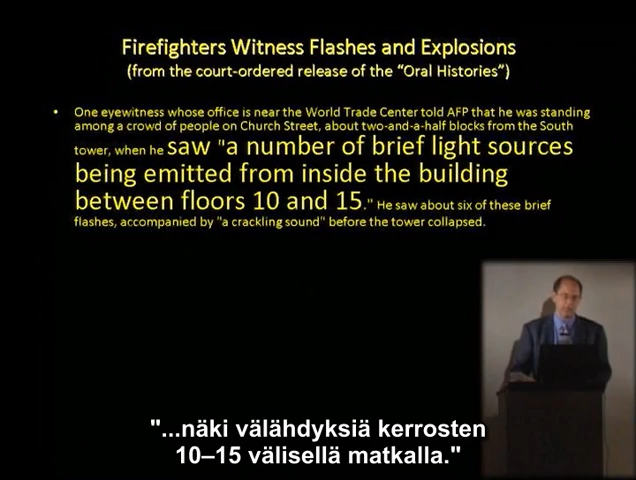 Firefighters Witness Flashes and Explosions
(from the court-ordered release of the “Oral Histories”)
• One eyewitness whose office is near the World Trade Center told AFP that he was standing
among a crowd of people on Church Street, about two-and-a-half blocks from the South
tower, when he saw "a number of brief light sources
being emitted from inside the building
between floors 10 and 15." He saw about six of these brief
flashes, accompanied by "a crackling sound" before the tower collapsed.
"...näki välähdyksiä kerrosten
10–15 välisellä matkalla."